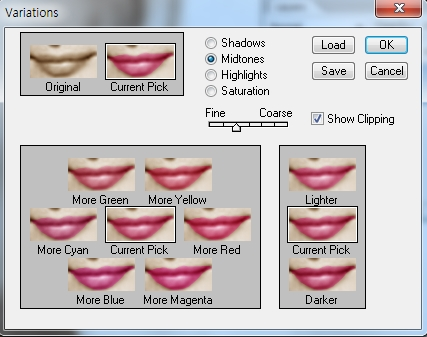 Variations
Original
Current Pick
Shadows
Midtones
Highlights
Saturation
Load
OK
Save
Cancel
Fine
Coarse
Show Clipping
More Green
More Yellow
More Cyan
Current Pick
More Red
More Blue
More Magenta
Lighter
Current Pick
Darker